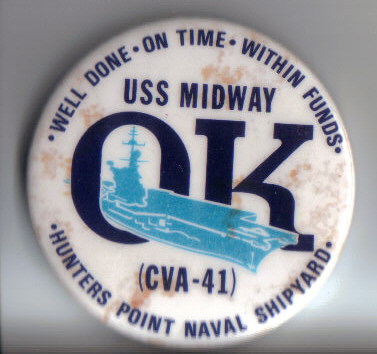 • WELL DONE • ON TIME • WITHIN FUNDS •
USS MIDWAY
OK
(CVA-41)
• HUNTERS POINT NAVAL SHIPYARD •